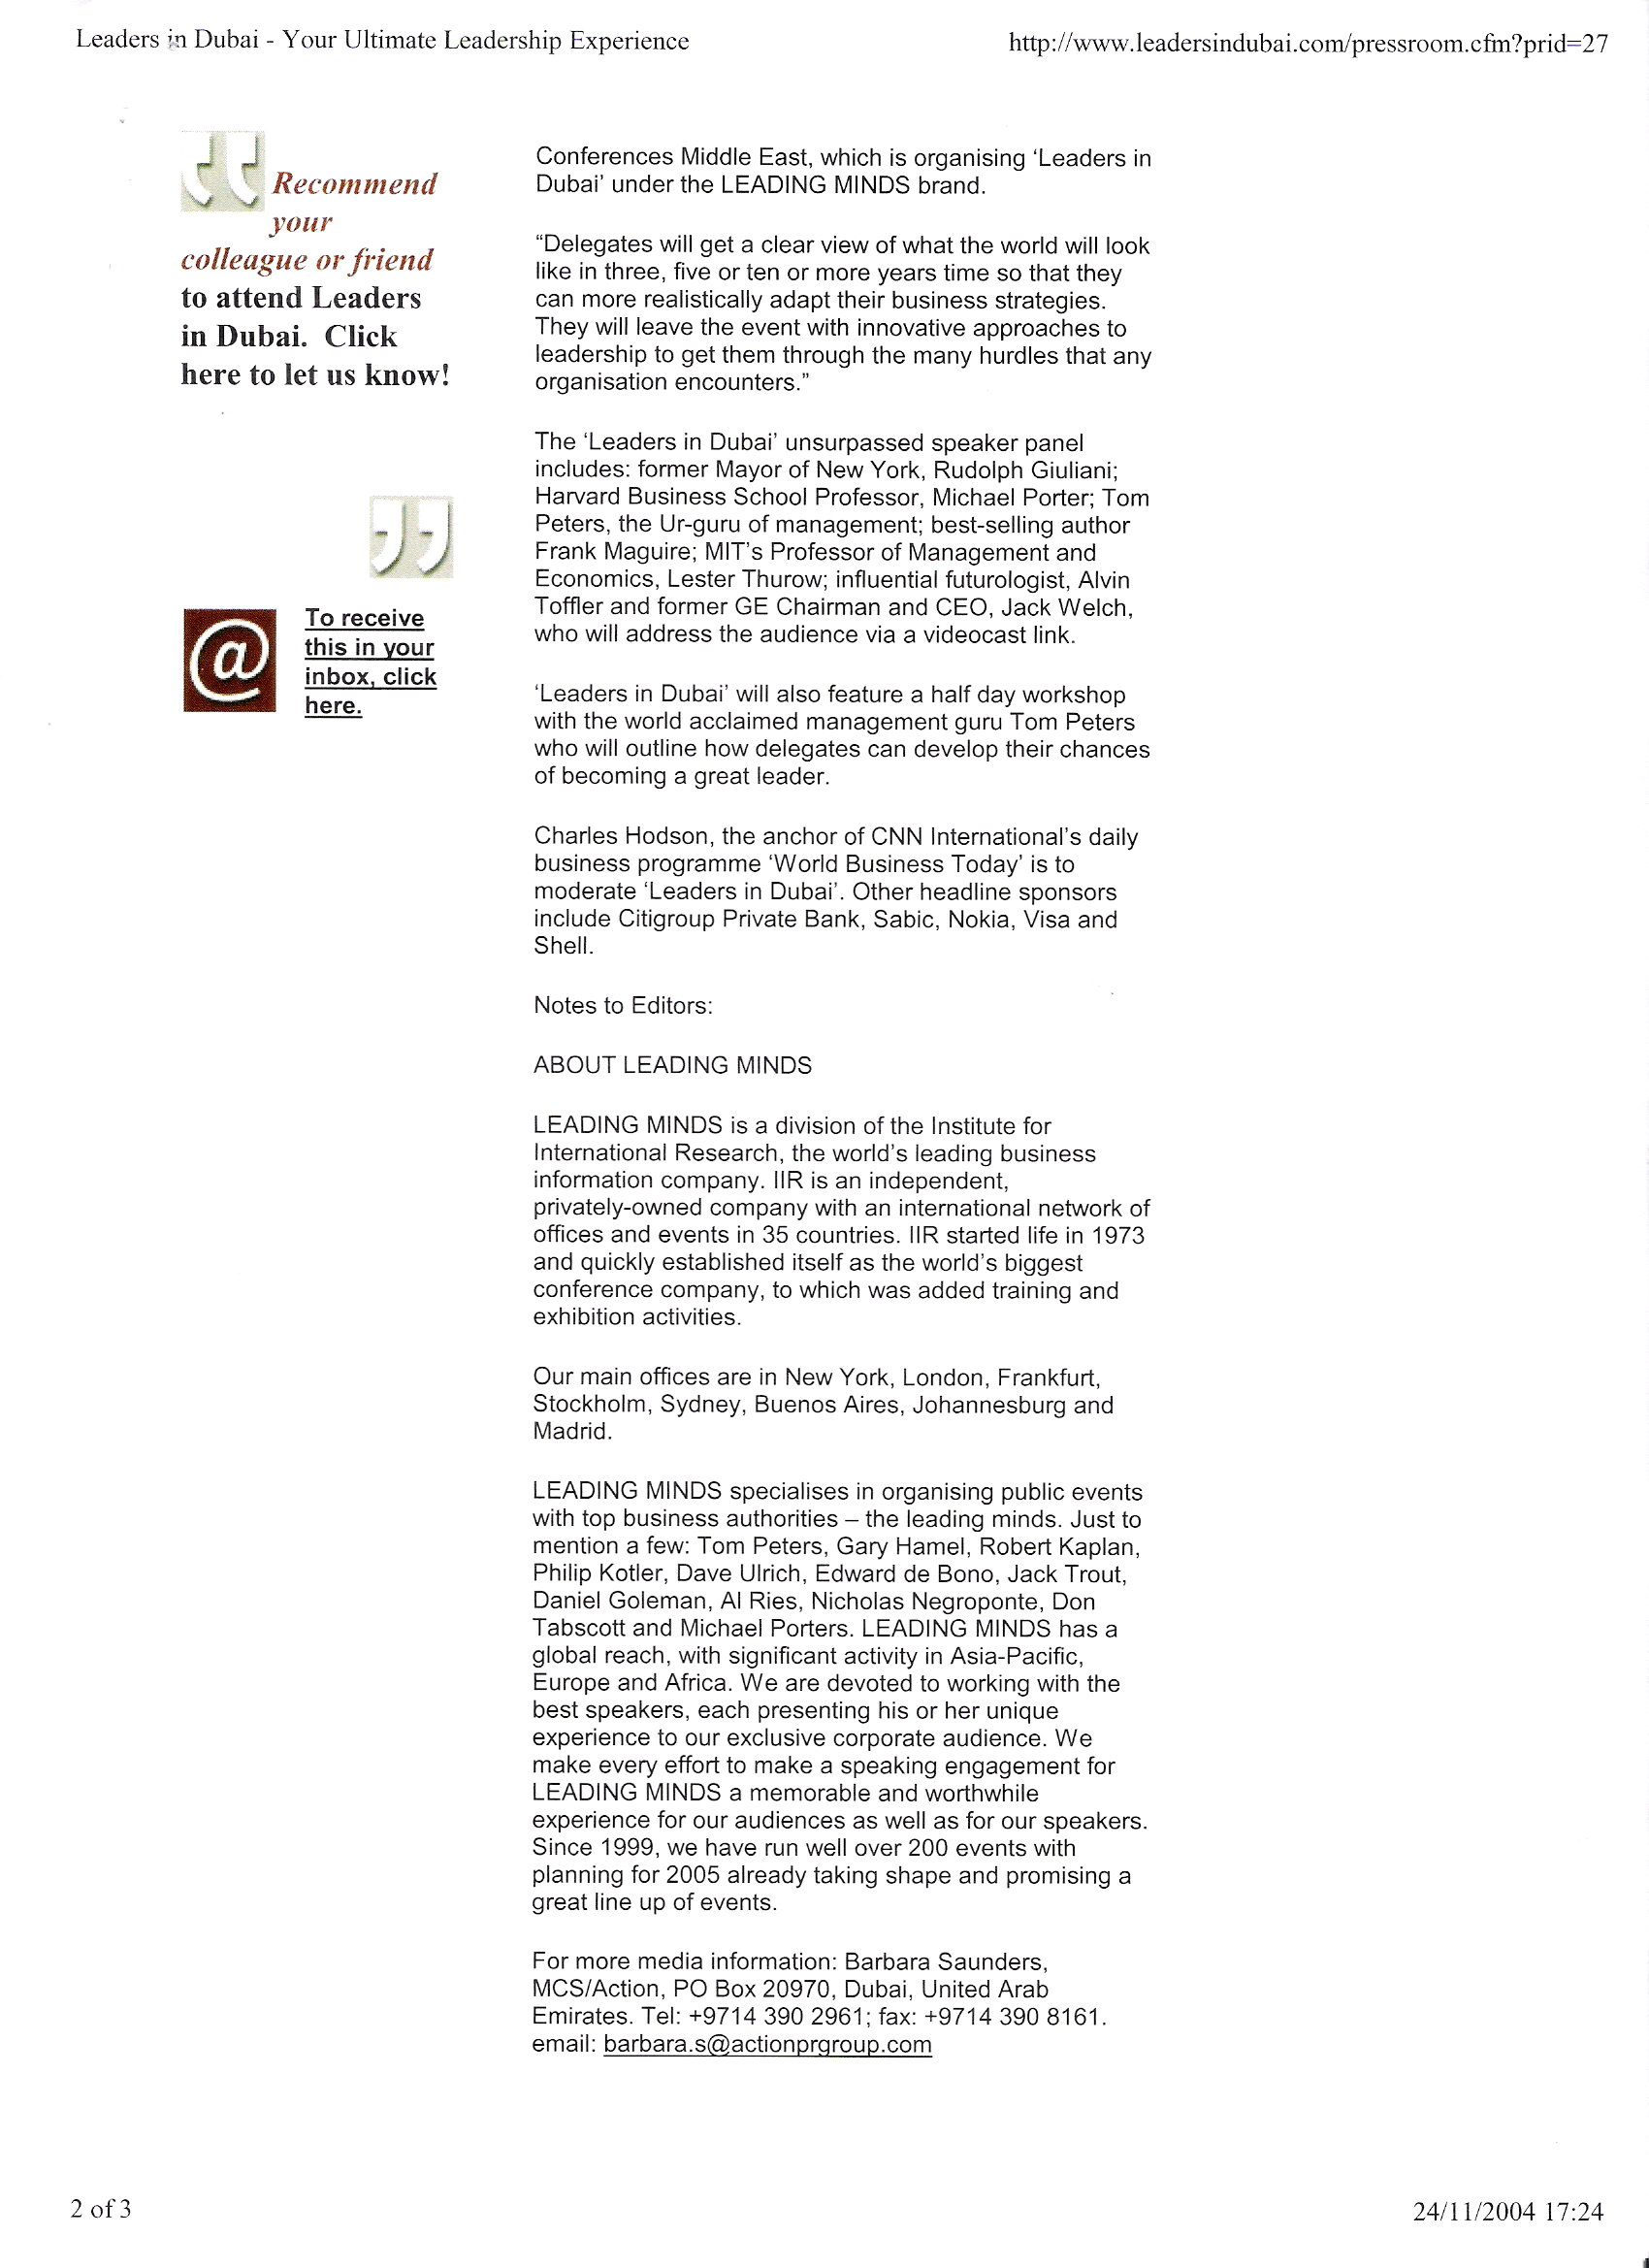 Leaders in Dubai - Your Ultimate Leadership Experience
http://www.leadersindubai.com/pressroom.cfm?prid=27
Recommend
your
colleague or friend
to attend Leaders
in Dubai. Click
here to let us know!
@
To receive
this in your
inbox, click
here.
Conferences Middle East, which is organising ‘Leaders in
Dubai’ under the LEADING MINDS brand.
“Delegates will get a clear view of what the world will look
like in three, five or ten or more years time so that they
can more realistically adapt their business strategies.
They will leave the event with innovative approaches to
leadership to get them through the many hurdles that any
organisation encounters.”
The ‘Leaders in Dubai’ unsurpassed speaker panel
includes: former Mayor of New York, Rudolph Giuliani;
Harvard Business School Professor, Michael Porter; Tom
Peters, the Ur-guru of management; best-selling author
Frank Maguire; MIT’s Professor of Management and
Economics, Lester Thurow; influential futurologist, Alvin
Toffler and former GE Chairman and CEO, Jack Welch,
who will address the audience via a videocast link.
‘Leaders in Dubai’ will also feature a half day workshop
with the world acclaimed management guru Tom Peters
who will outline how delegates can develop their chances
of becoming a great leader.
Charles Hodson, the anchor of CNN International’s daily
business programme ‘World Business Today’ is to
moderate ‘Leaders in Dubai’. Other headline sponsors
include Citigroup Private Bank, Sabic, Nokia, Visa and
Shell.
Notes to Editors:
ABOUT LEADING MINDS
LEADING MINDS is a division of the Institute for
International Research, the world’s leading business
information company. IIR is an independent,
privately-owned company with an international network of
offices and events in 35 countries. IIR started life in 1973
and quickly established itself as the world’s biggest
conference company, to which was added training and
exhibition activities.
Our main offices are in New York, London, Frankfurt,
Stockholm, Sydney, Buenos Aires, Johannesburg and
Madrid.
LEADING MINDS specialises in organising public events
with top business authorities – the leading minds. Just to
mention a few: Tom Peters, Gary Hamel, Robert Kaplan,
Philip Kotler, Dave Ulrich, Edward de Bono, Jack Trout,
Daniel Goleman, Al Ries, Nicholas Negroponte, Don
Tabscott and Michael Porters. LEADING MINDS has a
global reach, with significant activity in Asia-Pacific,
Europe and Africa. We are devoted to working with the
best speakers, each presenting his or her unique
experience to our exclusive corporate audience. We
make every effort to make a speaking engagement for
LEADING MINDS a memorable and worthwhile
experience for our audiences as well as for our speakers.
Since 1999, we have run well over 200 events with
planning for 2005 already taking shape and promising a
great line up of events.
For more media information: Barbara Saunders,
MCS/Action, PO Box 20970, Dubai, United Arab
Emirates. Tel: +9714 390 2961; fax: +9714 390 8161.
email: barbara.s@actionprgroup.com
2 of 3
24/11/2004 17:24